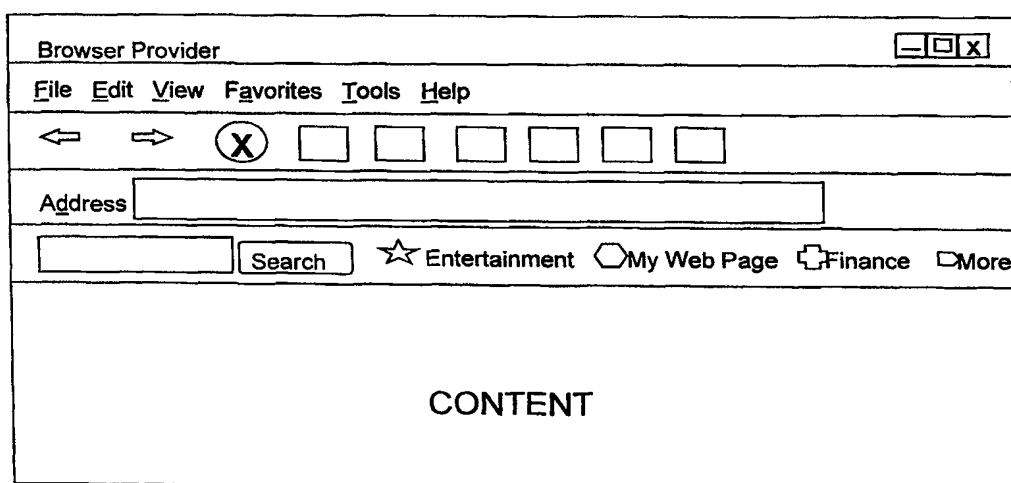 Browser Provider X
File Edit View Favorites Tools Help
X
Address
Search Entertainment My Web Page Finance More
CONTENT